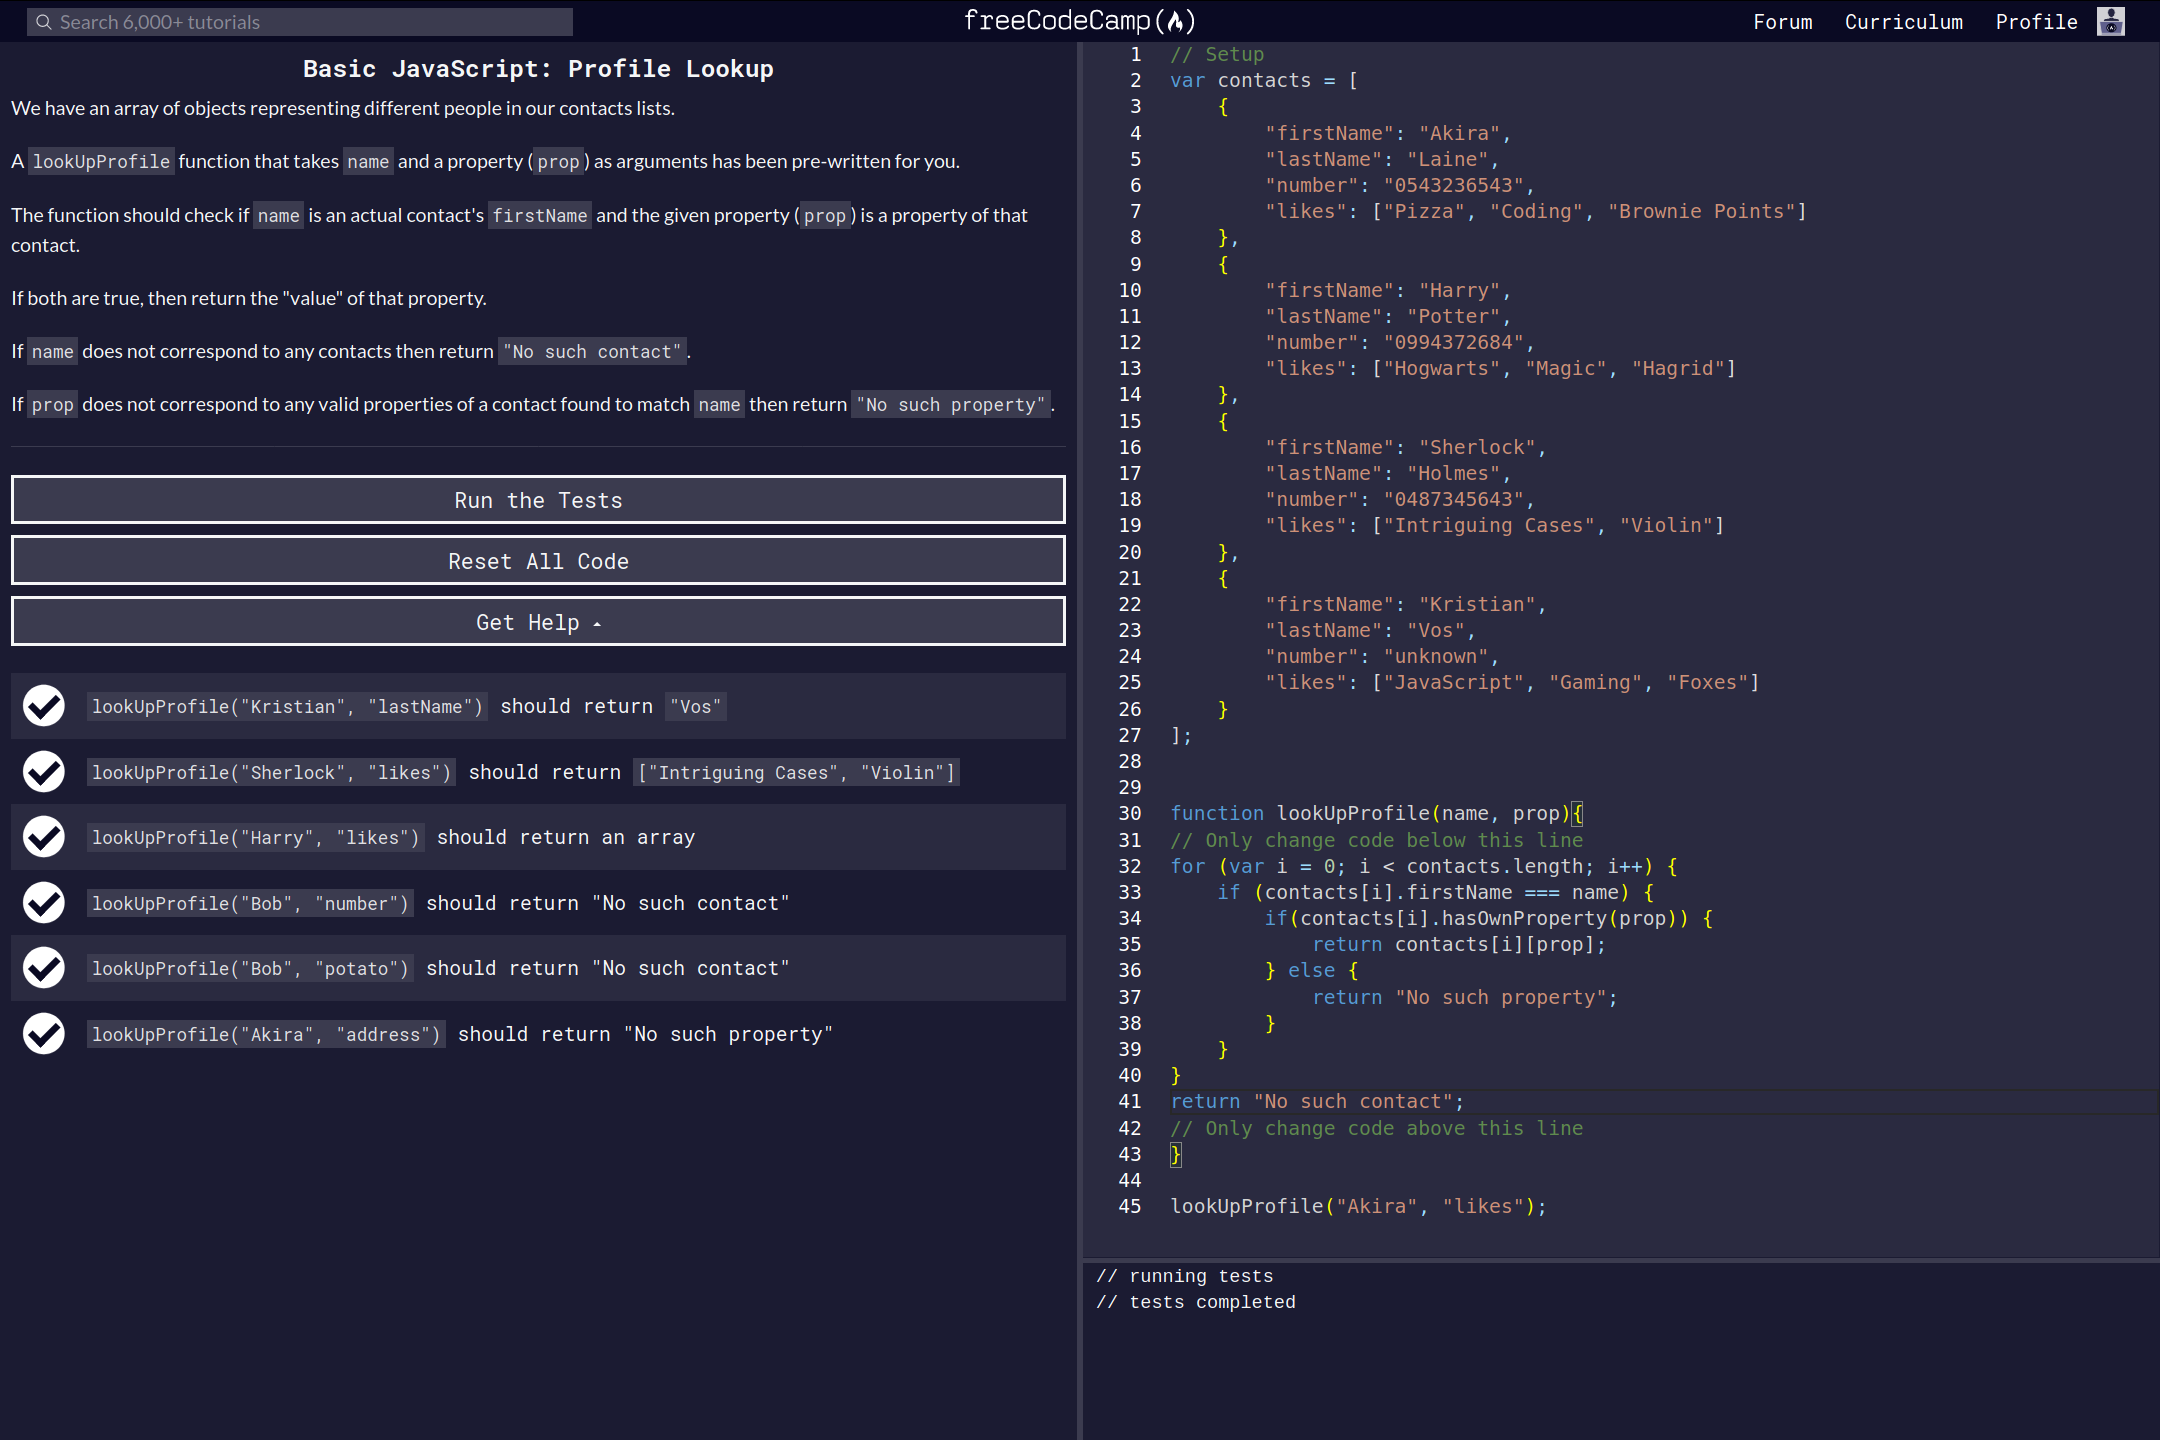 Search 6,000+ tutorials
freeCodeCamp
Forum
Curriculum
Profile
Basic JavaScript: Profile Lookup
We have an array of objects representing different people in our contacts lists.
A lookUpProfile function that takes name and a property (prop) as arguments has been pre-written for you.
The function should check if name is an actual contact's firstName and the given property (prop) is a property of that
contact.
If both are true, then return the "value" of that property.
If name does not correspond to any contacts then return "No such contact".
If prop does not correspond to any valid properties of a contact found to match name then return "No such property".
Run the Tests
Reset All Code
Get Help
lookUpProfile("Kristian", "lastName") should return "Vos"
lookUpProfile("Sherlock", "likes") should return ["Intriguing Cases", "Violin"]
lookUpProfile("Harry", "likes") should return an array
lookUpProfile("Bob", "number") should return "No such contact"
lookUpProfile("Bob", "potato") should return "No such contact"
lookUpProfile("Akira", "address") should return "No such property"
1 // Setup
2 var contacts = [
3     {
4         "firstName": "Akira",
5         "lastName": "Laine",
6         "number": "0543236543",
7         "likes": ["Pizza", "Coding", "Brownie Points"]
8     },
9     {
10         "firstName": "Harry",
11         "lastName": "Potter",
12         "number": "0994372684",
13         "likes": ["Hogwarts", "Magic", "Hagrid"]
14     },
15     {
16         "firstName": "Sherlock",
17         "lastName": "Holmes",
18         "number": "0487345643",
19         "likes": ["Intriguing Cases", "Violin"]
20     },
21     {
22         "firstName": "Kristian",
23         "lastName": "Vos",
24         "number": "unknown",
25         "likes": ["JavaScript", "Gaming", "Foxes"]
26     }
27 ];
28
29
30 function lookUpProfile(name, prop){
31 // Only change code below this line
32 for (var i = 0; i < contacts.length; i++) {
33     if (contacts[i].firstName === name) {
34         if(contacts[i].hasOwnProperty(prop)) {
35             return contacts[i][prop];
36         } else {
37             return "No such property";
38         }
39     }
40 }
41 return "No such contact";
42 // Only change code above this line
43 }
44
45 lookUpProfile("Akira", "likes");
// running tests
// tests completed